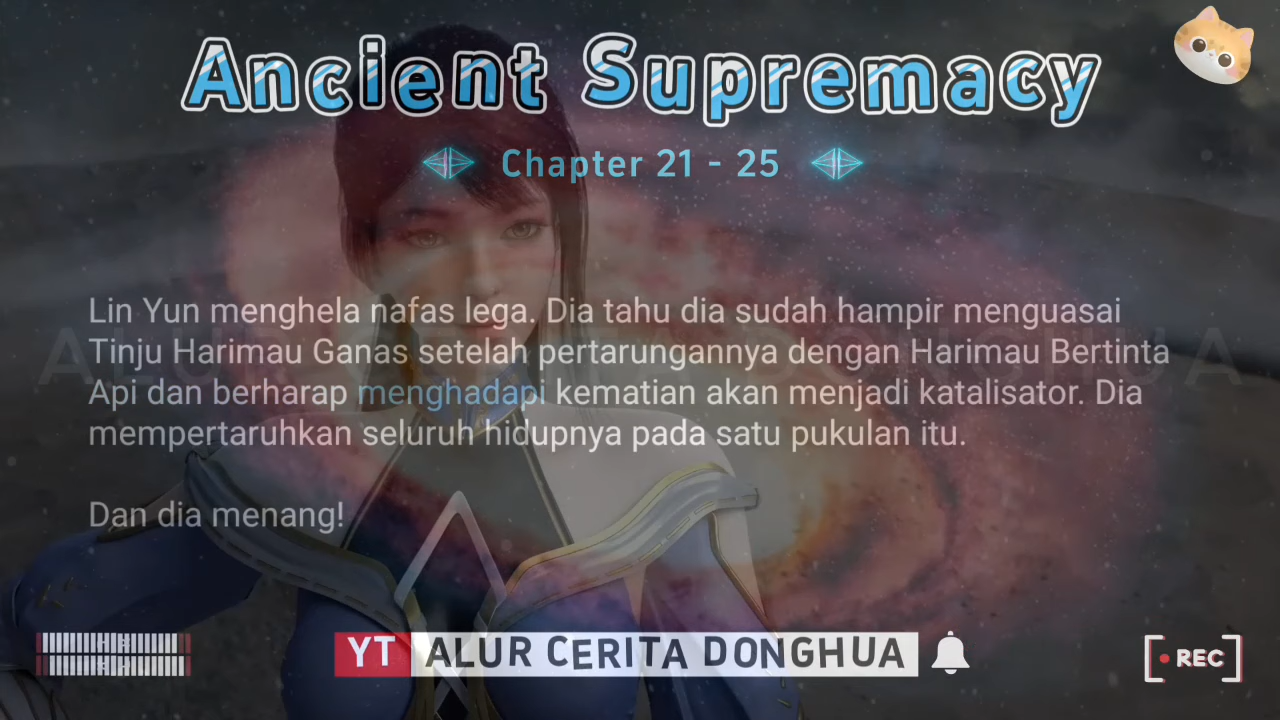 Ancient Supremacy
Chapter 21 - 25
Lin Yun menghela nafas lega. Dia tahu dia sudah hampir menguasai
Tinju Harimau Ganas setelah pertarungannya dengan Harimau Bertinta
Api dan berharap menghadapi kematian akan menjadi katalisator. Dia
mempertaruhkan seluruh hidupnya pada satu pukulan itu.
Dan dia menang!
YT ALUR CERITA DONGHUA
REC